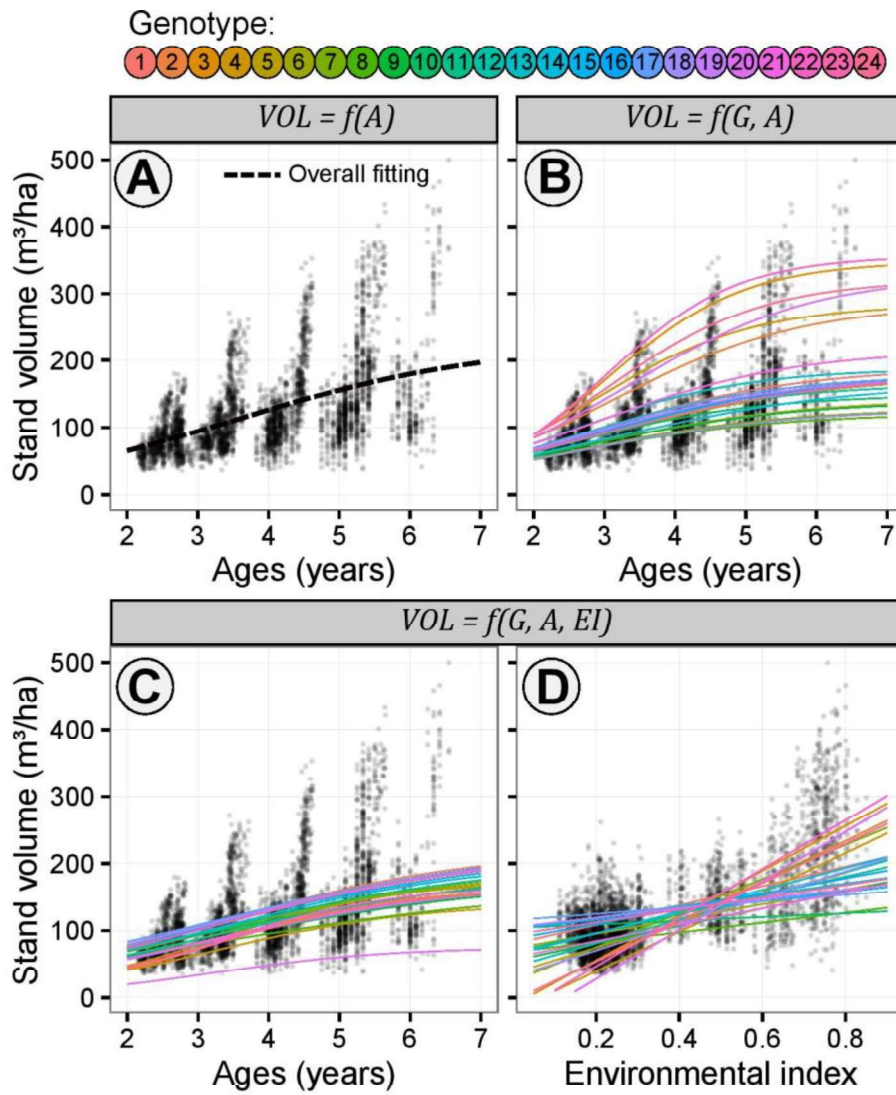 Genotype:
1 2 3 4 5 6 7 8 9 10 11 12 13 14 15 16 17 18 19 20 21 22 23 24
VOL = f(A)
VOL = f(G, A)
A
Overall fitting
B
Stand volume (m³/ha)
500
400
300
200
100
0
2 3 4 5 6 7
2 3 4 5 6 7
Ages (years)
Ages (years)
VOL = f(G, A, EI)
C
D
Stand volume (m³/ha)
500
400
300
200
100
0
2 3 4 5 6 7
0.2 0.4 0.6 0.8
Ages (years)
Environmental index